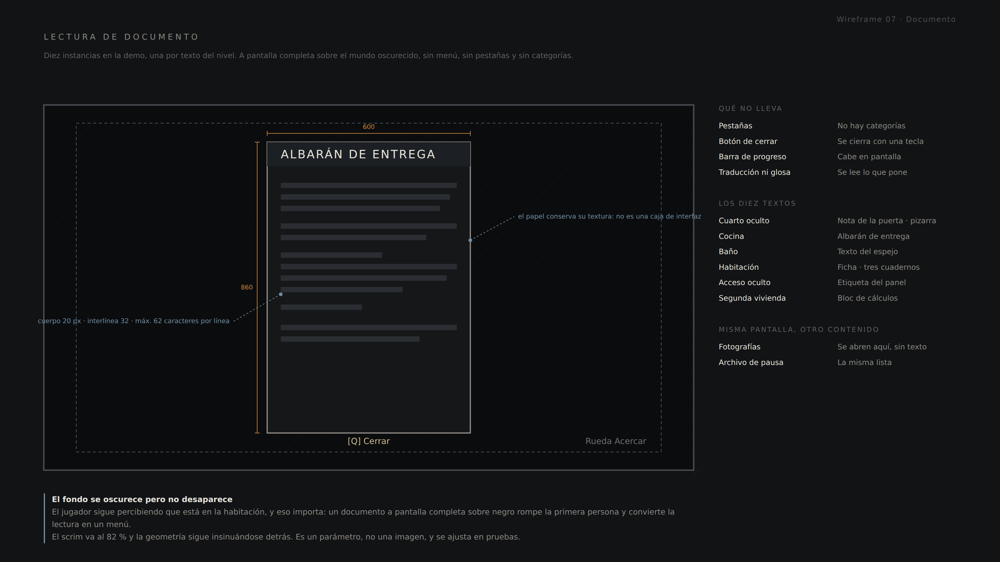 Wireframe 07 · Documento
LECTURA DE DOCUMENTO
Diez instancias en la demo, una por texto del nivel. A pantalla completa sobre el mundo oscurecido, sin menú, sin pestañas y sin categorías.
600
ALBARÁN DE ENTREGA
el papel conserva su textura: no es una caja de interfaz
860
cuerpo 20 px · interlínea 32 · máx. 62 caracteres por línea
[Q] Cerrar
Rueda Acercar
QUÉ NO LLEVA
Pestañas No hay categorías
Botón de cerrar Se cierra con una tecla
Barra de progreso Cabe en pantalla
Traducción ni glosa Se lee lo que pone
LOS DIEZ TEXTOS
Cuarto oculto Nota de la puerta · pizarra
Cocina Albarán de entrega
Baño Texto del espejo
Habitación Ficha · tres cuadernos
Acceso oculto Etiqueta del panel
Segunda vivienda Bloc de cálculos
MISMA PANTALLA, OTRO CONTENIDO
Fotografías Se abren aquí, sin texto
Archivo de pausa La misma lista
El fondo se oscurece pero no desaparece
El jugador sigue percibiendo que está en la habitación, y eso importa: un documento a pantalla completa sobre negro rompe la primera persona y convierte la
lectura en un menú.
El scrim va al 82 % y la geometría sigue insinuándose detrás. Es un parámetro, no una imagen, y se ajusta en pruebas.